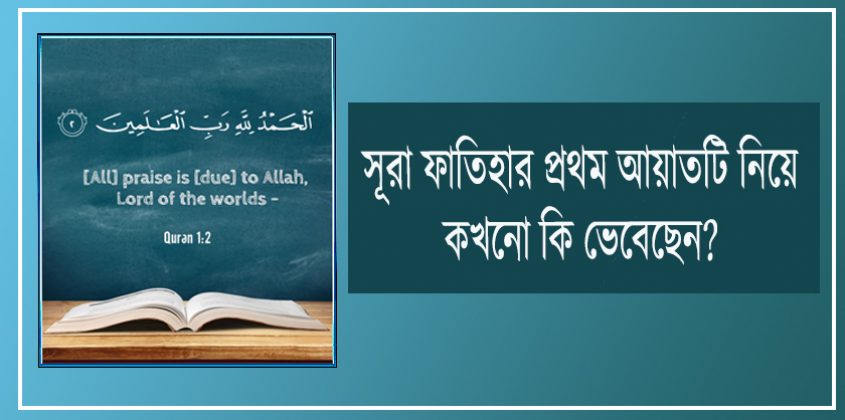 ٱلْحَمْدُ لِلَّهِ رَبِّ ٱلْعَـٰلَمِينَ ٢
[All] praise is [due] to Allah,
Lord of the worlds -
Quran 1:2
সূরা ফাতিহার প্রথম আয়াতটি নিয়ে
কখনো কি ভেবেছেন?